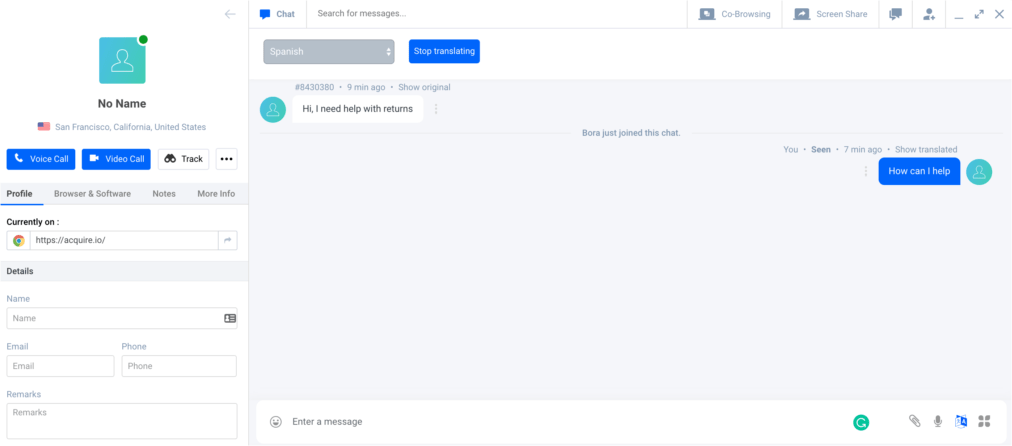 Chat
Search for messages...
Co-Browsing
Screen Share
Spanish
Stop translating
No Name
San Francisco, California, United States
Voice Call
Video Call
Track
Profile
Browser & Software
Notes
More Info
Currently on :
https://acquire.io/
Details
Name
Name
Email
Phone
Email
Phone
Remarks
Remarks
#8430380 • 9 min ago • Show original
Hi, I need help with returns
Bora just joined this chat.
You • Seen • 7 min ago • Show translated
How can I help
Enter a message